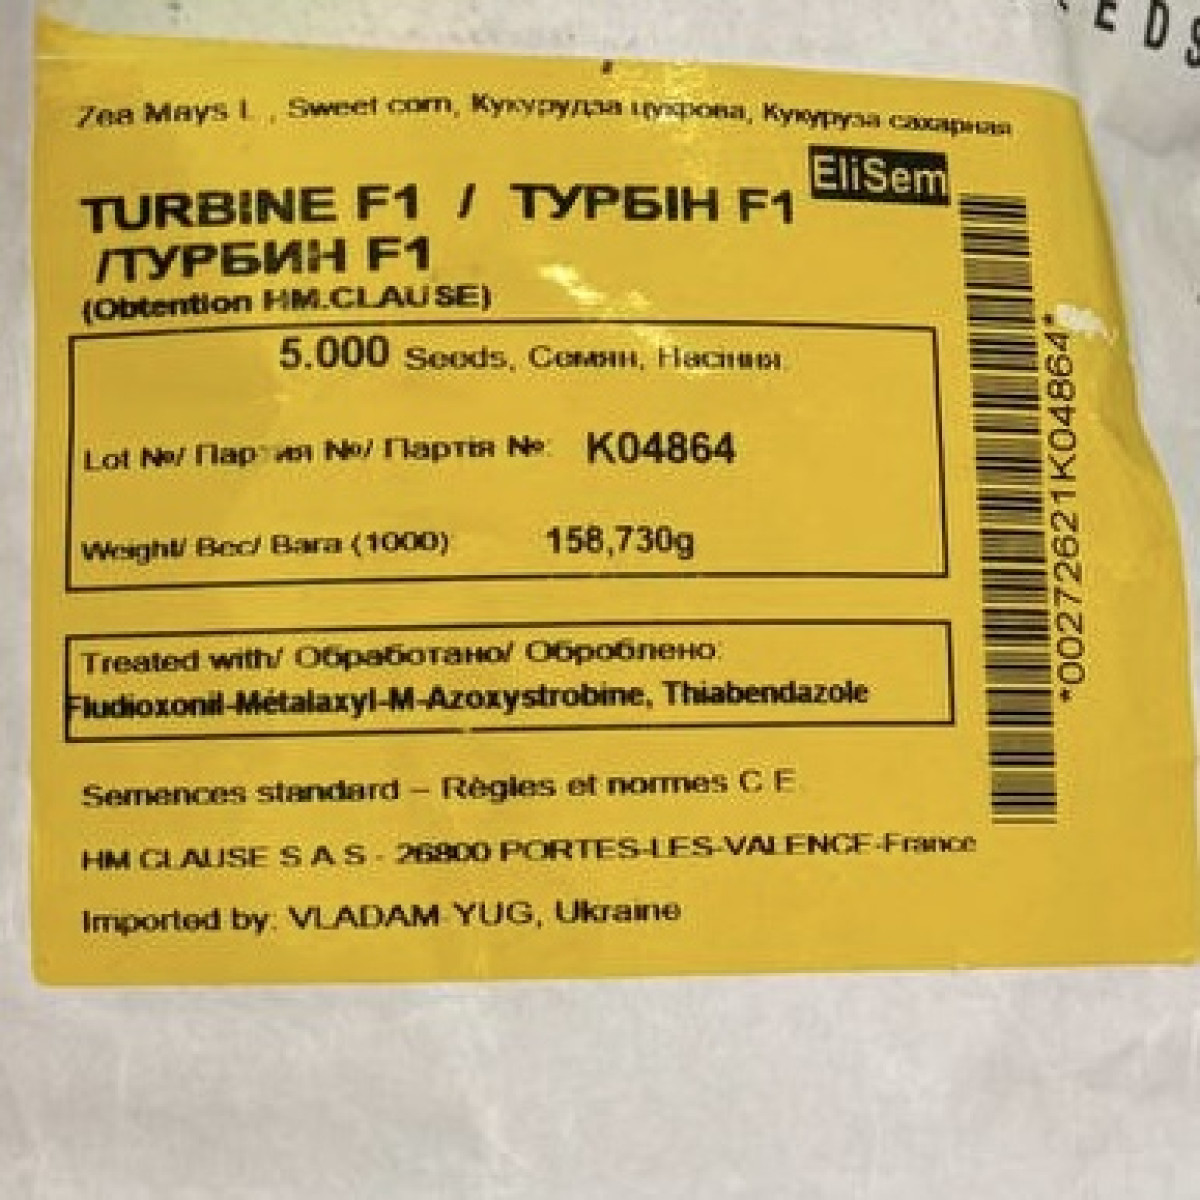 EDS
Zea Mays L., Sweet corn, Кукурудза цукрова, Кукуруза сахарная
EliSem
TURBINE F1 / ТУРБІН F1
/ТУРБИН F1
(Obtention HM.CLAUSE)
5.000 Seeds, Семян, Насіння.
Lot №/ Партия №/ Партія №: K04864
Weight/ Вес/ Вага (1000) 158,730g
Treated with/ Обработано/ Оброблено:
Fludioxonil-Métalaxyl-M-Azoxystrobine, Thiabendazole
Semences standard – Règles et normes C E
HM CLAUSE S A S - 26800 PORTES-LES-VALENCE-France
Imported by: VLADAM-YUG, Ukraine
*00272621K04864*